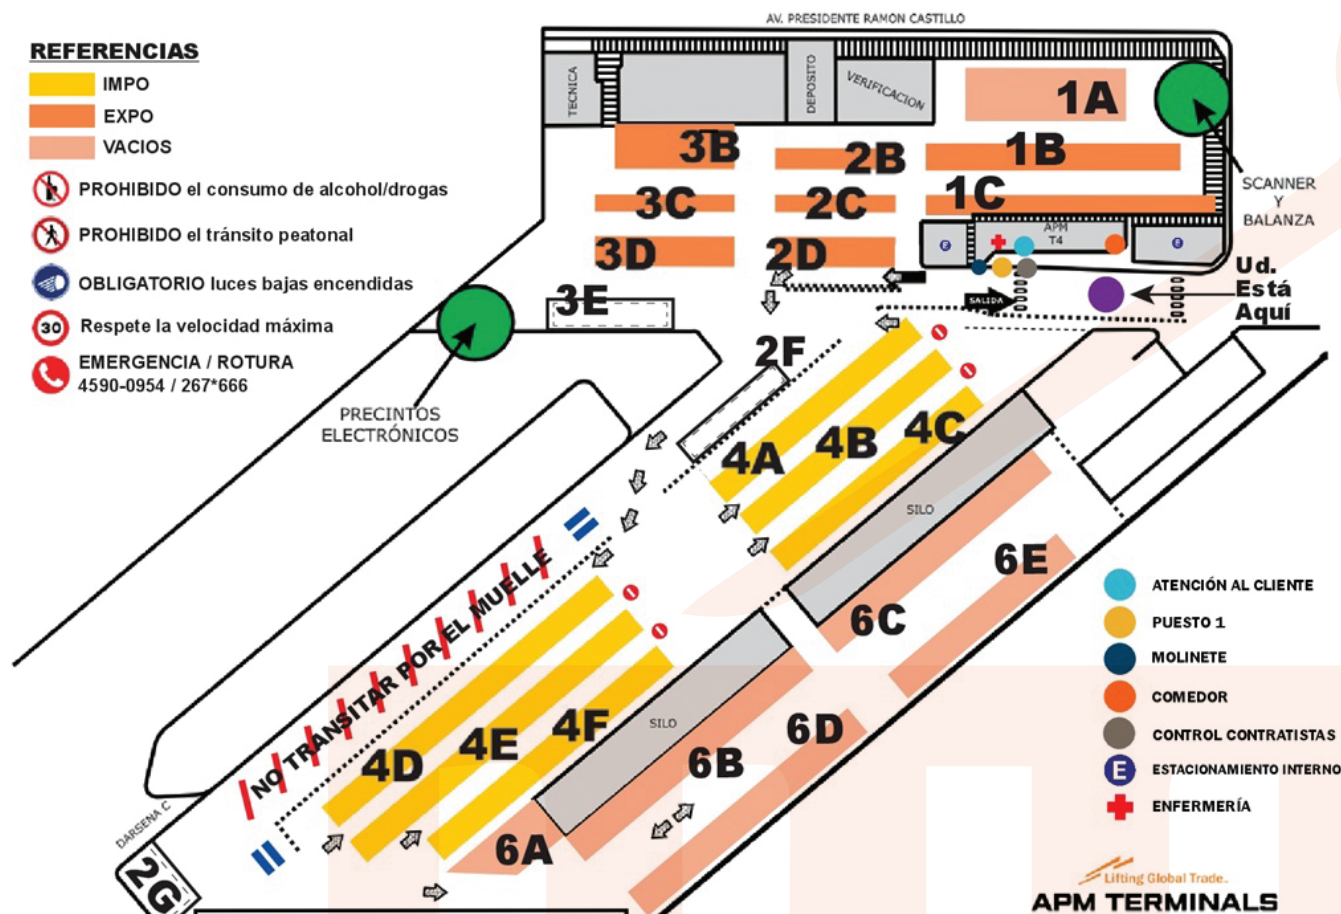 AV. PRESIDENTE RAMON CASTILLO
REFERENCIAS
IMPO
EXPO
VACIOS
PROHIBIDO el consumo de alcohol/drogas
PROHIBIDO el tránsito peatonal
OBLIGATORIO luces bajas encendidas
30
Respete la velocidad máxima
EMERGENCIA / ROTURA
4590-0954 / 267*666
TECNICA
DEPOSITO
VERIFICACION
1A
3B
2B
1B
3C
2C
1C
3D
2D
E
APM
T4
E
SCANNER
Y
BALANZA
SALIDA
Ud.
Está
Aquí
3E
2F
PRECINTOS
ELECTRÓNICOS
4A
4B
4C
SILO
6C
6E
NO TRANSITAR POR EL MUELLE
4D
4E
4F
SILO
6B
6D
6A
DARSENA C
2G
ATENCIÓN AL CLIENTE
PUESTO 1
MOLINETE
COMEDOR
CONTROL CONTRATISTAS
E
ESTACIONAMIENTO INTERNO
ENFERMERÍA
Lifting Global Trade.
APM TERMINALS